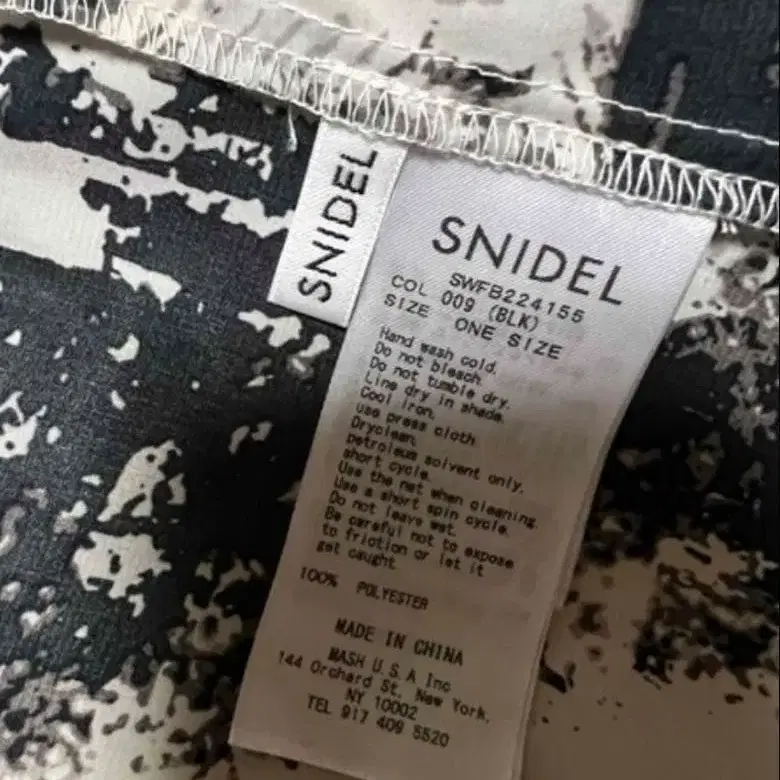 SNIDEL
SNIDEL
SWFB224155
COL 009 (BLK)
SIZE ONE SIZE
Hand wash cold.
Do not bleach.
Do not tumble dry.
Line dry in shade.
Cool iron.
use press cloth
Dryclean.
petroleum solvent only.
short cycle.
Use the net when cleaning.
Use a short spin cycle.
Do not leave wet.
Be careful not to expose
to friction or let it
get caught.
100% POLYESTER
MADE IN CHINA
MASH U.S.A Inc
144 Orchard St. New York.
NY 10002
TEL 917 409 5520